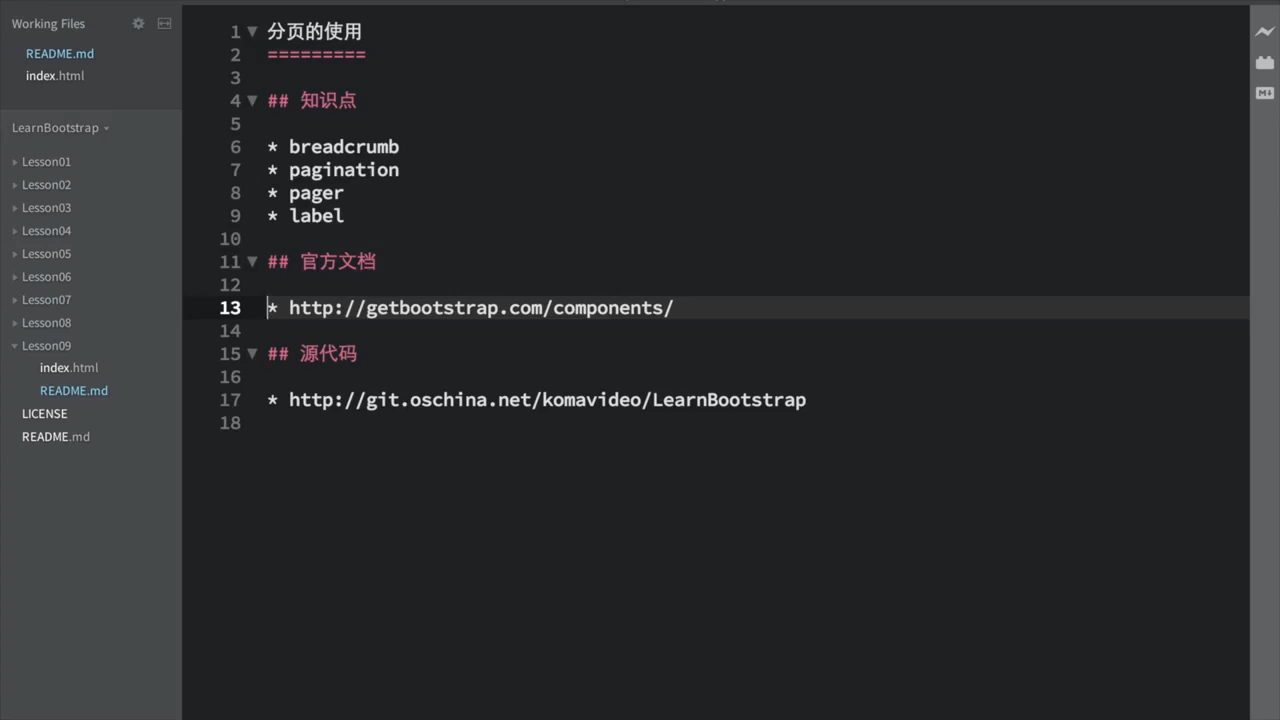 Working Files
README.md
index.html
LearnBootstrap
Lesson01
Lesson02
Lesson03
Lesson04
Lesson05
Lesson06
Lesson07
Lesson08
Lesson09
index.html
README.md
LICENSE
README.md
1 分页的使用
2 =========
3
4 ## 知识点
5
6 * breadcrumb
7 * pagination
8 * pager
9 * label
10
11 ## 官方文档
12
13 * http://getbootstrap.com/components/
14
15 ## 源代码
16
17 * http://git.oschina.net/komavideo/LearnBootstrap
18
M↓